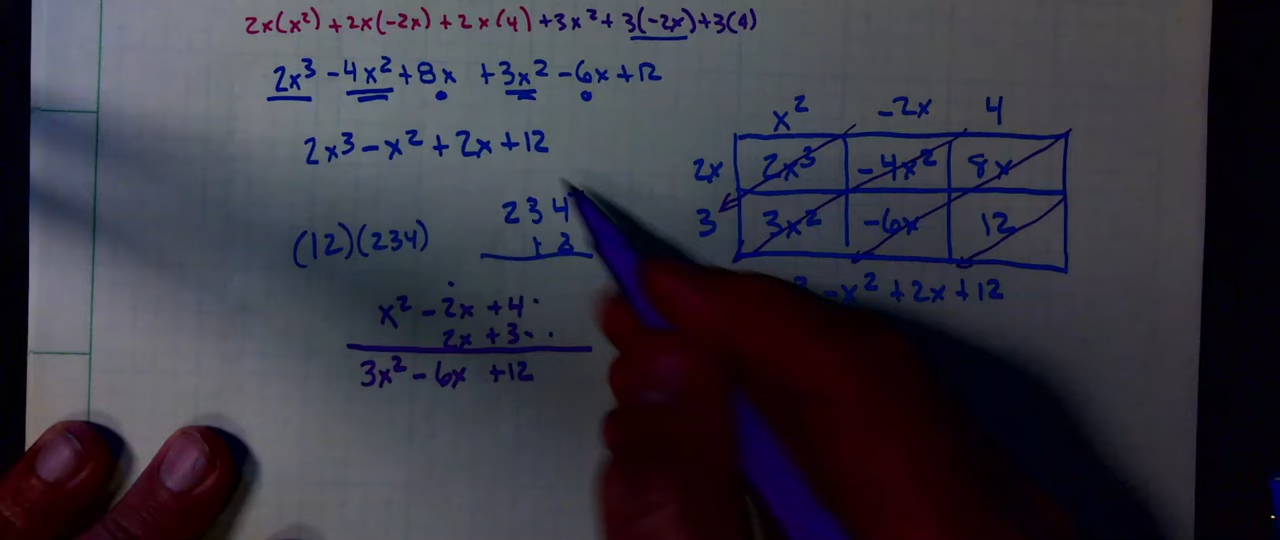 2x(x²) + 2x(-2x) + 2x(4) + 3x² + 3(-2x) + 3(4)
2x³ - 4x² + 8x + 3x² - 6x + 12
2x³ - x² + 2x + 12
x² -2x 4
2x 2x³ -4x² 8x
3 3x² -6x 12
- x² + 2x + 12
(12)(234)
234
12
x² - 2x + 4
2x + 3
3x² - 6x + 12